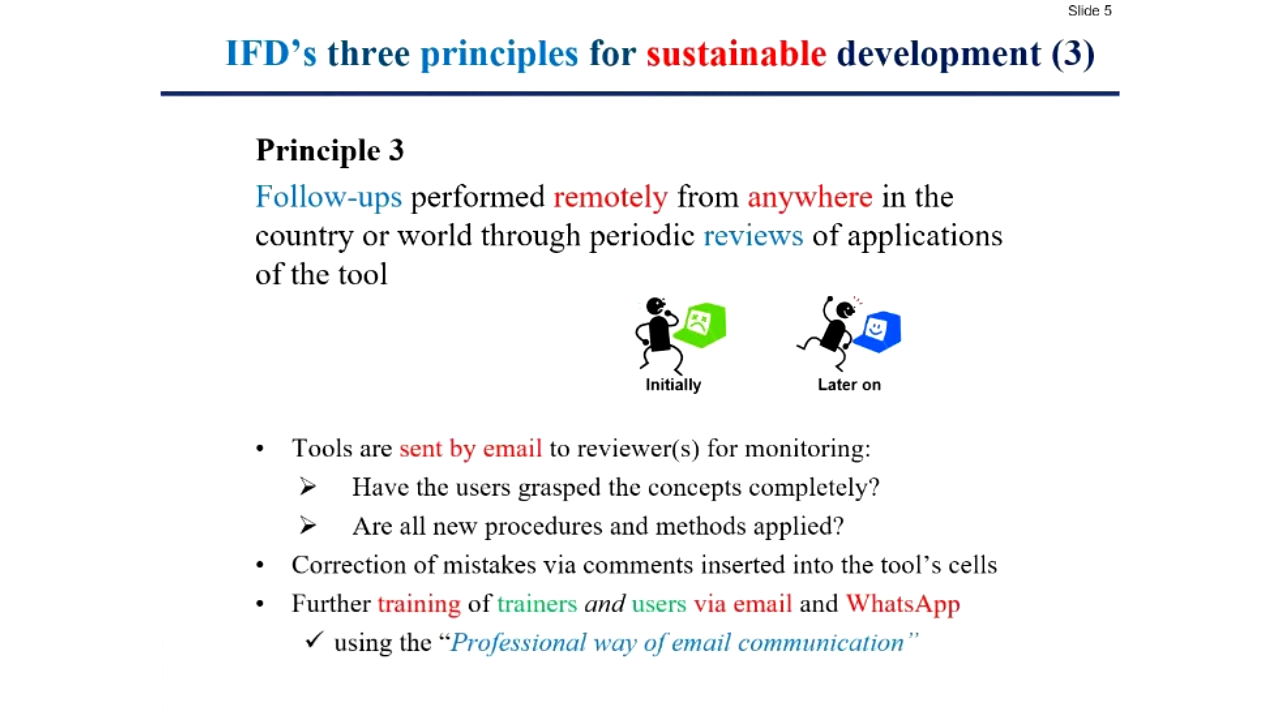 Slide 5
IFD’s three principles for sustainable development (3)
Principle 3
Follow-ups performed remotely from anywhere in the
country or world through periodic reviews of applications
of the tool
Initially
Later on
• Tools are sent by email to reviewer(s) for monitoring:
➢ Have the users grasped the concepts completely?
➢ Are all new procedures and methods applied?
• Correction of mistakes via comments inserted into the tool’s cells
• Further training of trainers and users via email and WhatsApp
✓ using the “Professional way of email communication”